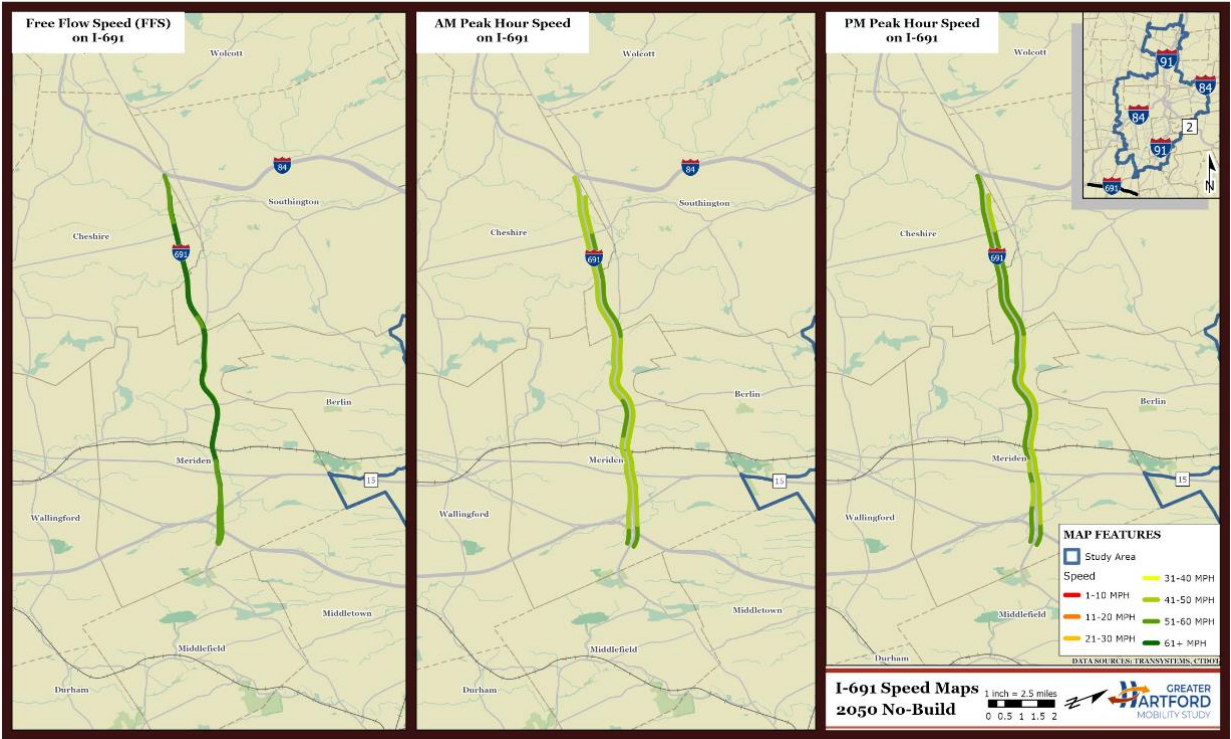 Free Flow Speed (FFS)
on I-691
Wolcott
84
Southington
Cheshire
691
Berlin
Meriden
15
Wallingford
Middletown
Middlefield
Durham
AM Peak Hour Speed
on I-691
Wolcott
84
Southington
Cheshire
691
Berlin
Meriden
15
Wallingford
Middletown
Middlefield
Durham
PM Peak Hour Speed
on I-691
Wolcott
91
84
84
2
91
691
N
Cheshire
691
Berlin
Meriden
15
Wallingford
Middlefield
Durham
MAP FEATURES
Study Area
Speed
1-10 MPH
11-20 MPH
21-30 MPH
31-40 MPH
41-50 MPH
51-60 MPH
61+ MPH
DATA SOURCES: TRANSYSTEMS, CTDOT
I-691 Speed Maps
2050 No-Build
1 inch = 2.5 miles
0 0.5 1 1.5 2
N
GREATER
HARTFORD
MOBILITY STUDY